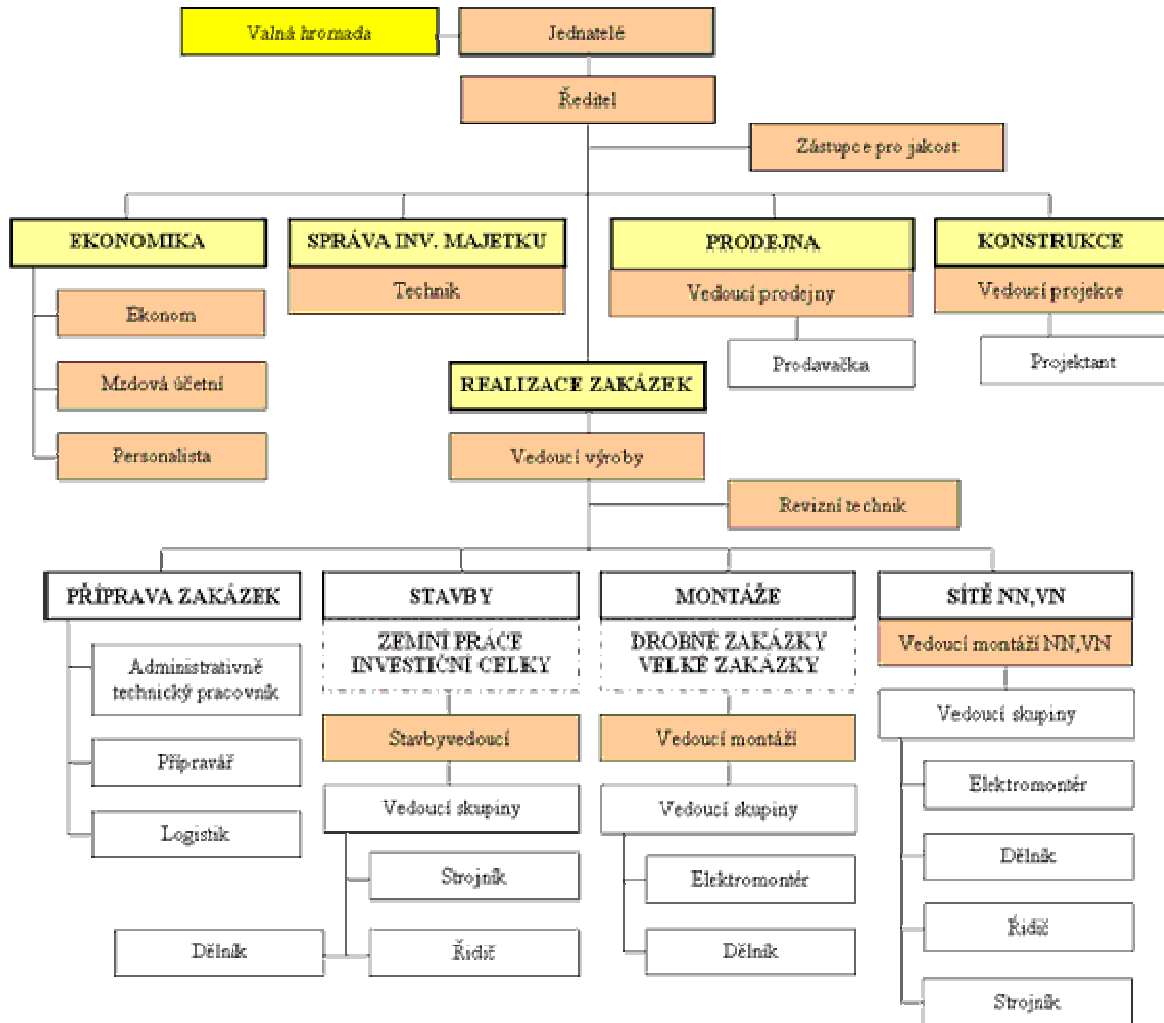 Valná hromada
Jednatelé
Ředitel
Zástupce pro jakost
EKONOMIKA
SPRÁVA INV. MAJETKU
PRODEJNA
KONSTRUKCE
Technik
Vedoucí prodejny
Vedoucí projekce
Ekonom
Prodavačka
Projektant
Mzdová účetní
REALIZACE ZAKÁZEK
Personalista
Vedoucí výroby
Revizní technik
PŘÍPRAVA ZAKÁZEK
STAVBY
MONTÁŽE
SÍTĚ NN,VN
ZEMNÍ PRÁCE
INVESTIČNÍ CELKY
DROBNÉ ZAKÁZKY
VELKÉ ZAKÁZKY
Vedoucí montáží NN,VN
Administrativně
technický pracovník
Vedoucí skupiny
Stavbyvedoucí
Vedoucí montáží
Přípravář
Elektromontér
Vedoucí skupiny
Vedoucí skupiny
Logistik
Dělník
Strojník
Elektromontér
Řidič
Dělník
Řidič
Dělník
Strojník